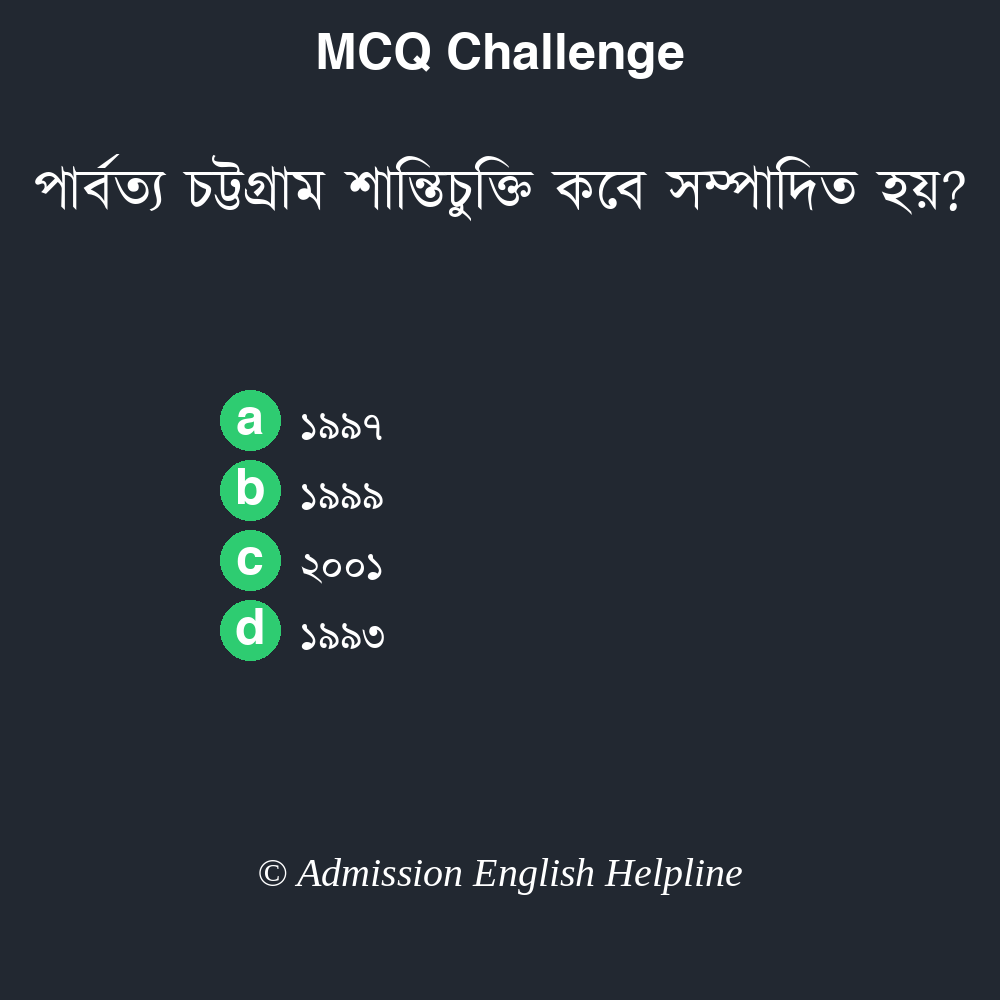 MCQ Challenge
পার্বত্য চট্টগ্রাম শান্তিচুক্তি কবে সম্পাদিত হয়?
a ১৯৯৭
b ১৯৯৯
c ২০০১
d ১৯৯৩
© Admission English Helpline